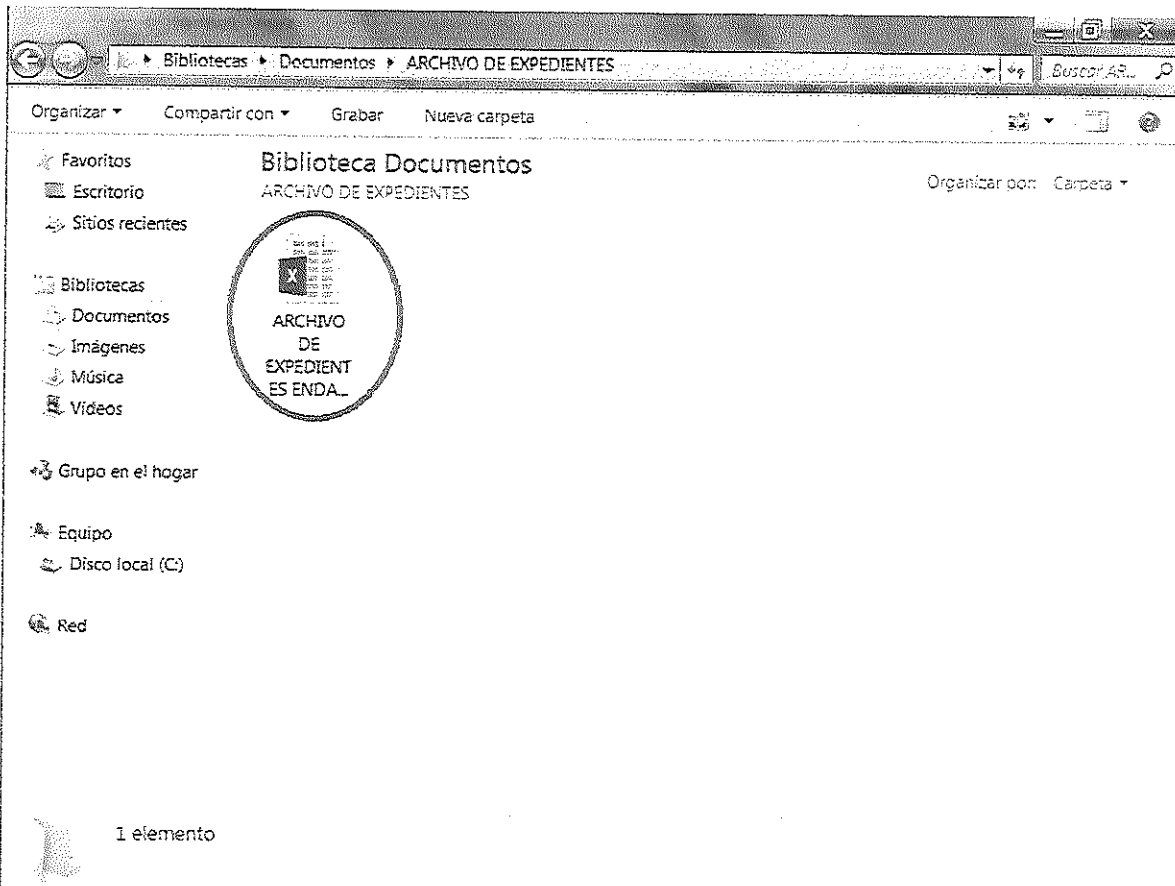 Bibliotecas ▸ Documentos ▸ ARCHIVO DE EXPEDIENTES
Buscar AR...
Organizar Compartir con Grabar Nueva carpeta
Favoritos
Escritorio
Sitios recientes
Bibliotecas
Documentos
Imágenes
Música
Vídeos
Grupo en el hogar
Equipo
Disco local (C:)
Red
Biblioteca Documentos
ARCHIVO DE EXPEDIENTES
Organizar por: Carpeta
X
ARCHIVO
DE
EXPEDIENT
ES ENDA...
1 elemento